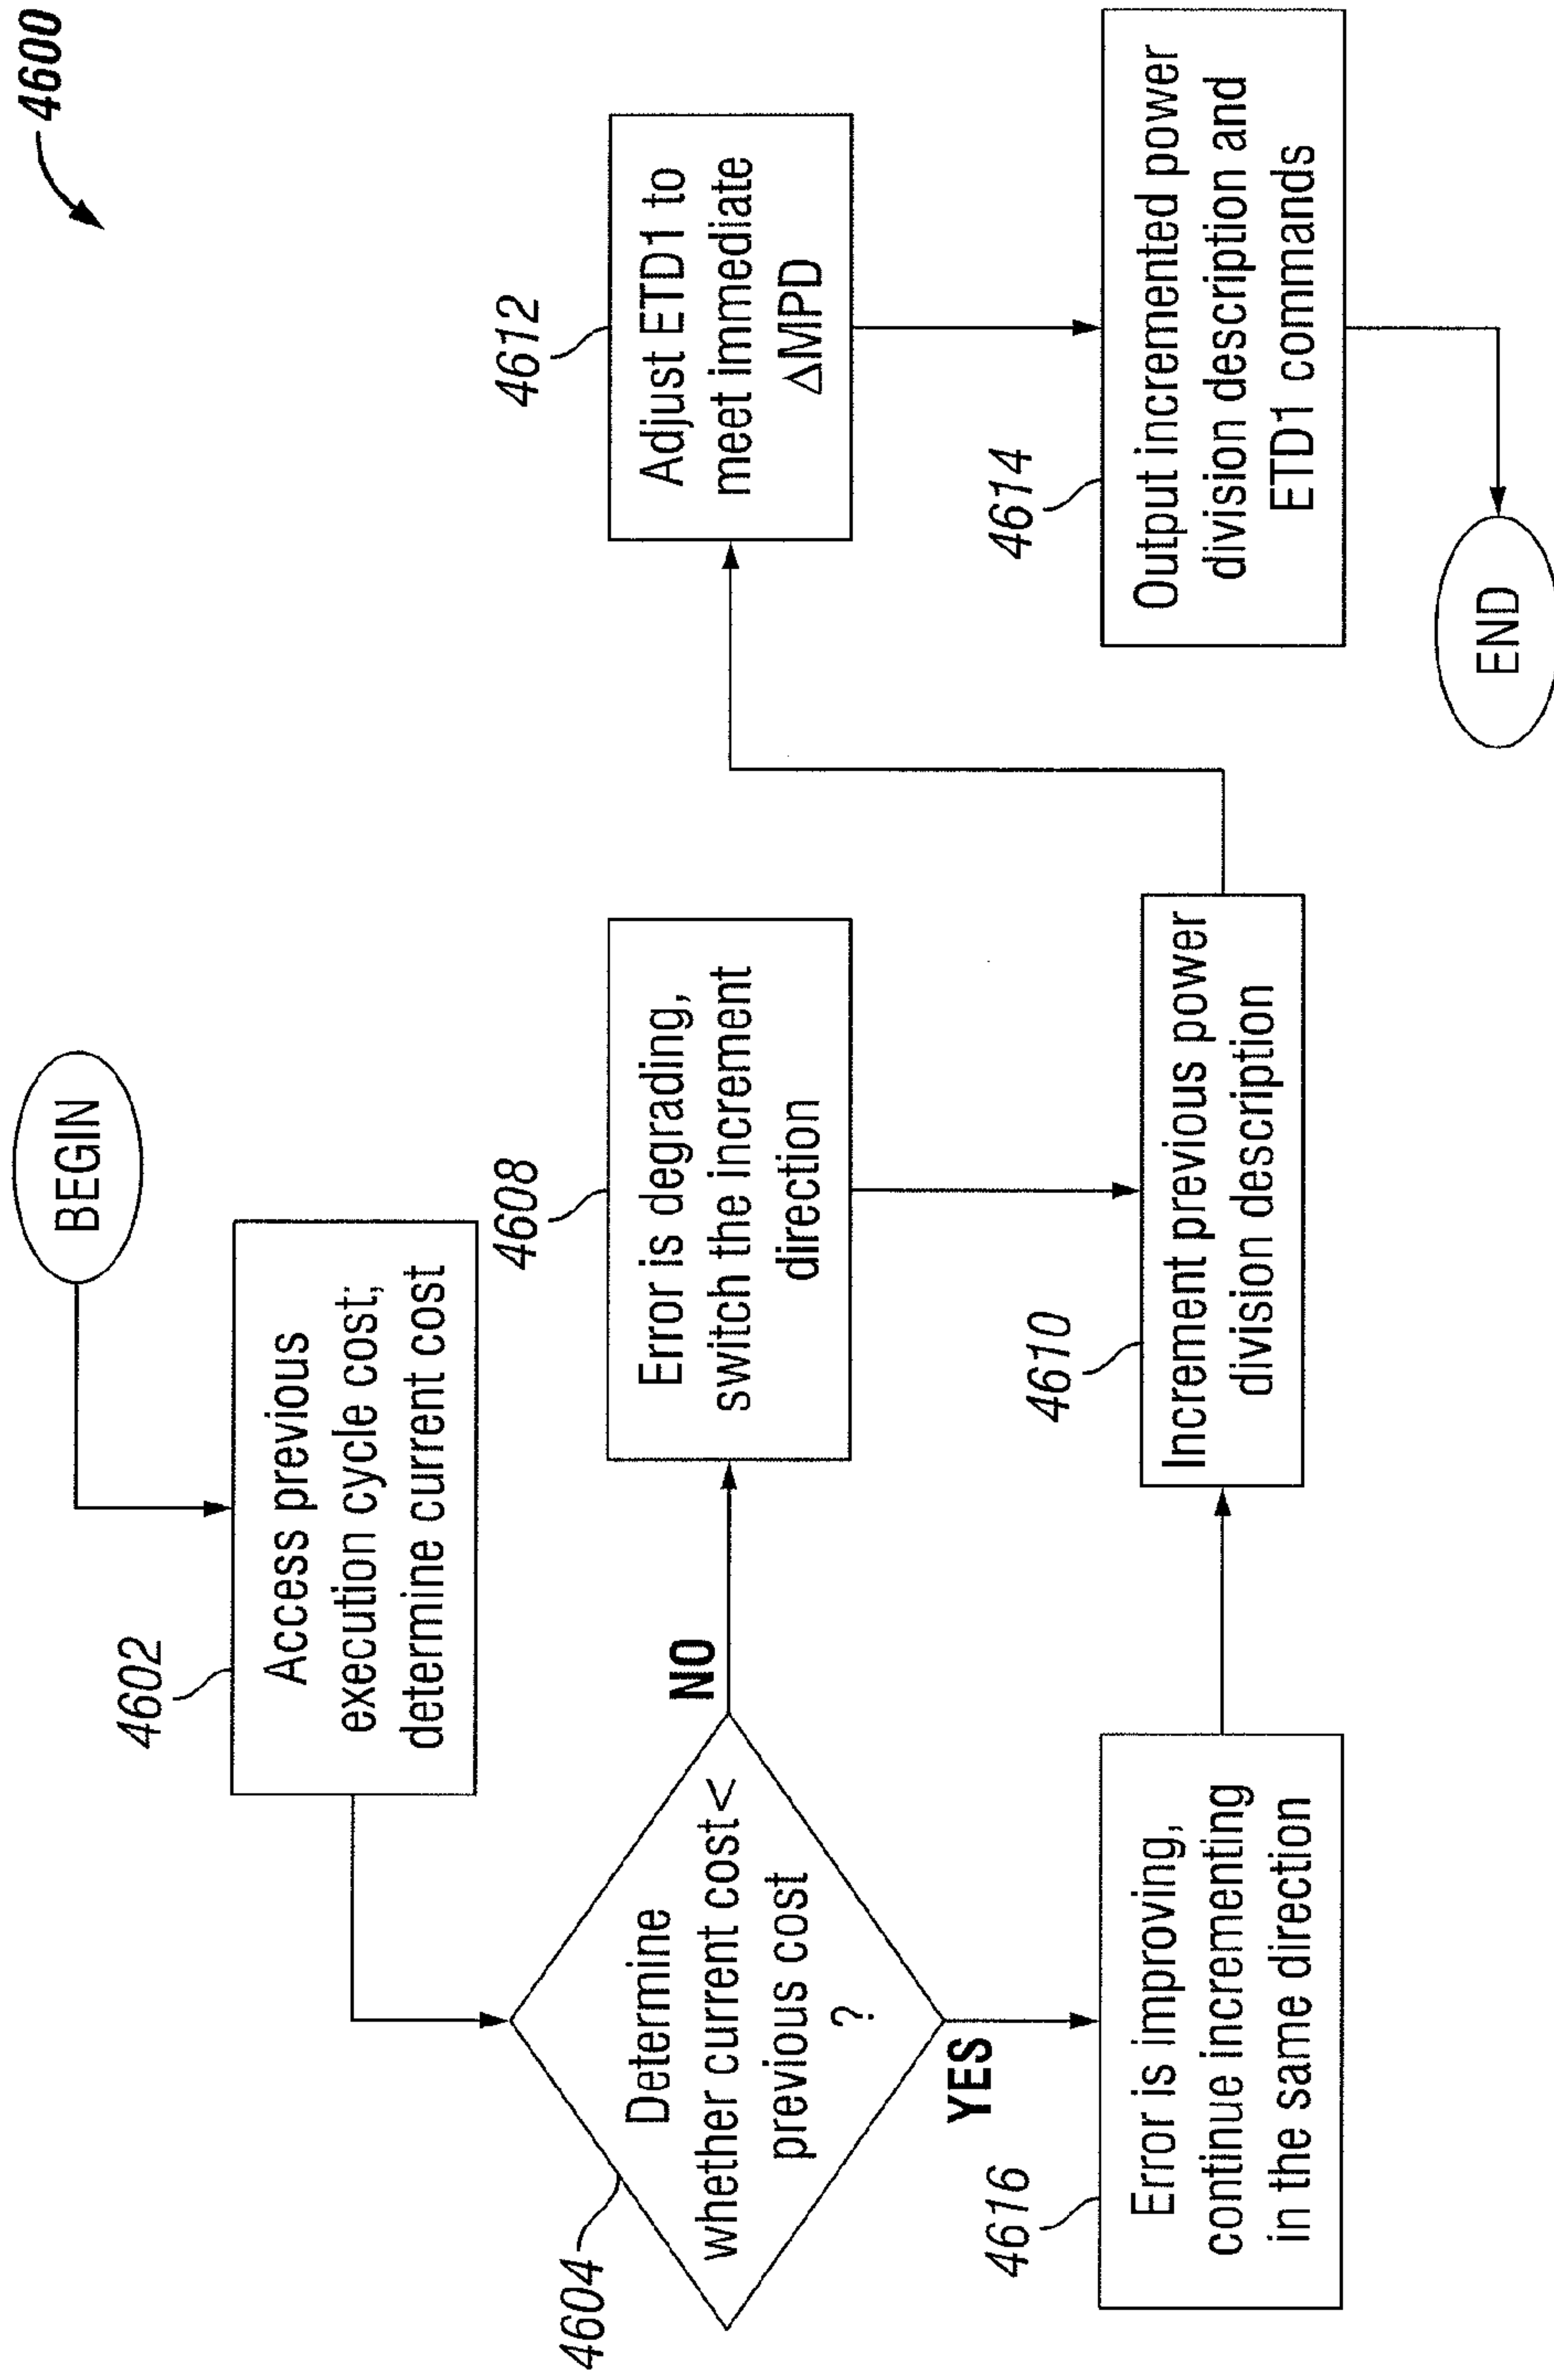 4600
BEGIN
4602
Access previous
execution cycle cost;
determine current cost
4604
Determine
whether current cost <
previous cost
?
NO
YES
4608
Error is degrading,
switch the increment
direction
4616
Error is improving,
continue incrementing
in the same direction
4610
Increment previous power
division description
4612
Adjust ETD1 to
meet immediate
ΔMPD
4614
Output incremented power
division description and
ETD1 commands
END